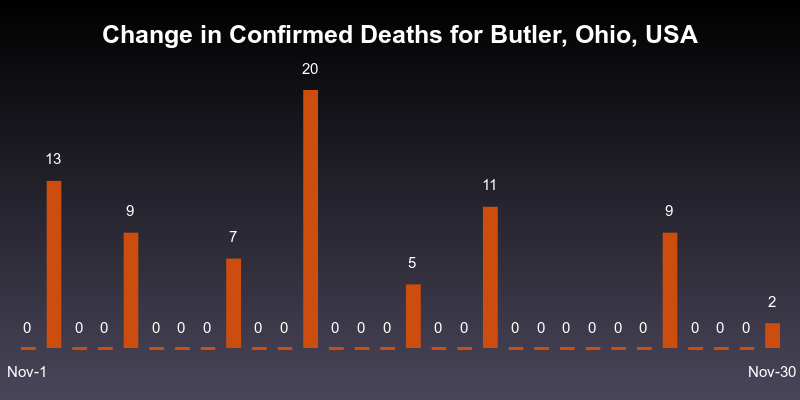 Change in Confirmed Deaths for Butler, Ohio, USA
0 13 0 0 9 0 0 0 7 0 0 20 0 0 0 5 0 0 11 0 0 0 0 0 0 9 0 0 0 2
Nov-1 Nov-30